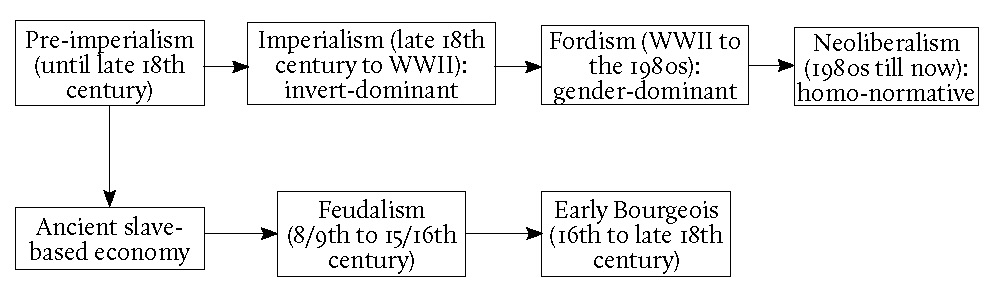 Pre-imperialism
(until late 18th
century)
Imperialism (late 18th
century to WWII):
invert-dominant
Fordism (WWII to
the 1980s):
gender-dominant
Neoliberalism
(1980s till now):
homo-normative
Ancient slave-
based economy
Feudalism
(8/9th to 15/16th
century)
Early Bourgeois
(16th to late 18th
century)